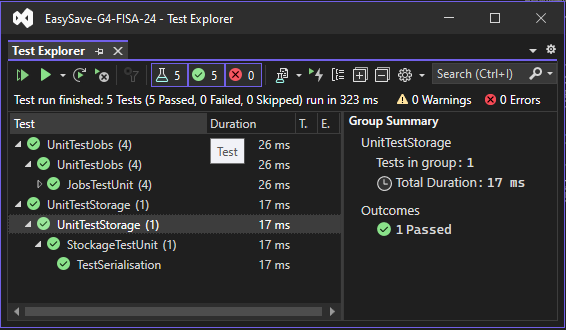 EasySave-G4-FISA-24 - Test Explorer
Test Explorer
5 5 0 Search (Ctrl+I)
Test run finished: 5 Tests (5 Passed, 0 Failed, 0 Skipped) run in 323 ms 0 Warnings 0 Errors
Test Duration T. E.
UnitTestJobs (4) 26 ms
UnitTestJobs (4) 26 ms
JobsTestUnit (4) 26 ms
UnitTestStorage (1) 17 ms
UnitTestStorage (1) 17 ms
StockageTestUnit (1) 17 ms
TestSerialisation 17 ms
Test
Group Summary
UnitTestStorage
Tests in group: 1
Total Duration: 17 ms
Outcomes
1 Passed